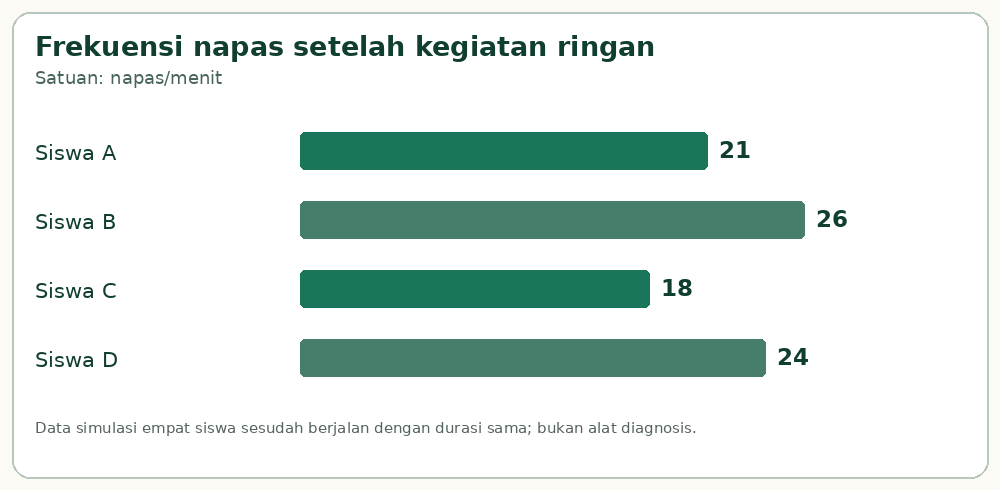 Frekuensi napas setelah kegiatan ringan
Satuan: napas/menit
Siswa A 21
Siswa B 26
Siswa C 18
Siswa D 24
Data simulasi empat siswa sesudah berjalan dengan durasi sama; bukan alat diagnosis.